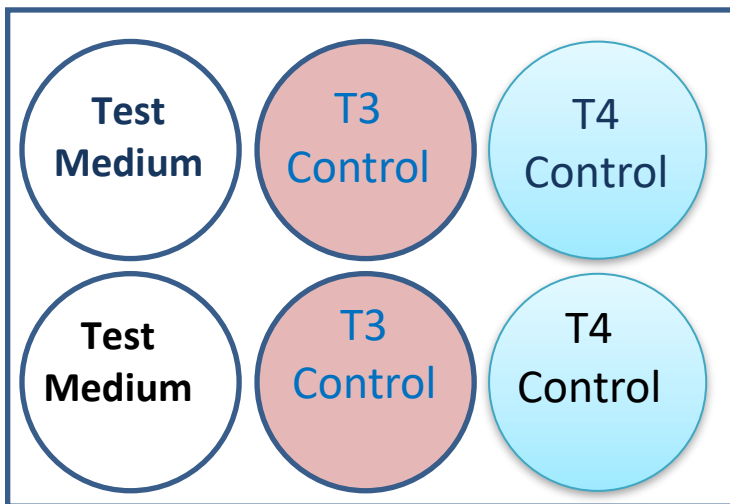 Test
Medium
T3
Control
T4
Control
Test
Medium
T3
Control
T4
Control